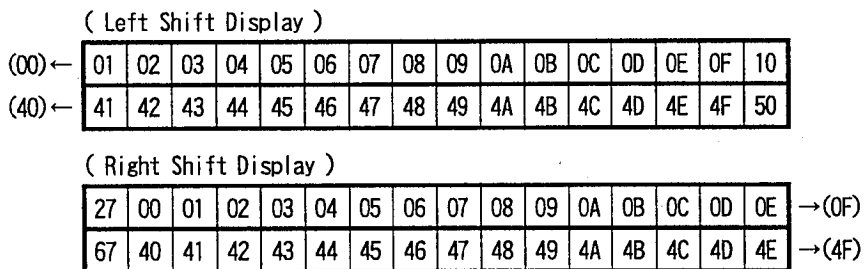 ( Left Shift Display )
(00)← 01 02 03 04 05 06 07 08 09 0A 0B 0C 0D 0E 0F 10
(40)← 41 42 43 44 45 46 47 48 49 4A 4B 4C 4D 4E 4F 50
( Right Shift Display )
27 00 01 02 03 04 05 06 07 08 09 0A 0B 0C 0D 0E →(0F)
67 40 41 42 43 44 45 46 47 48 49 4A 4B 4C 4D 4E →(4F)